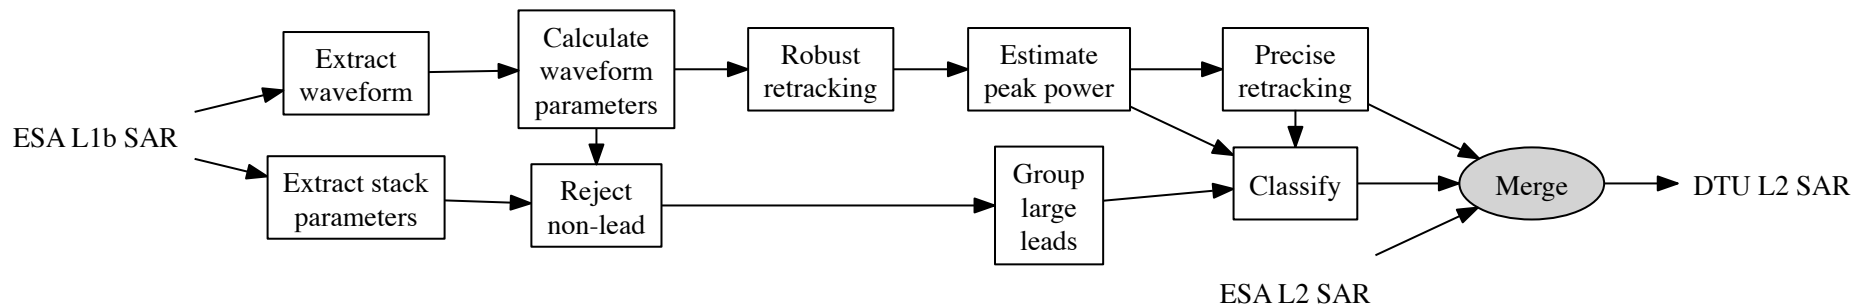 ESA L1b SAR
Extract
waveform
Extract stack
parameters
Calculate
waveform
parameters
Reject
non-lead
Robust
retracking
Estimate
peak power
Group
large
leads
Precise
retracking
Classify
ESA L2 SAR
Merge
DTU L2 SAR